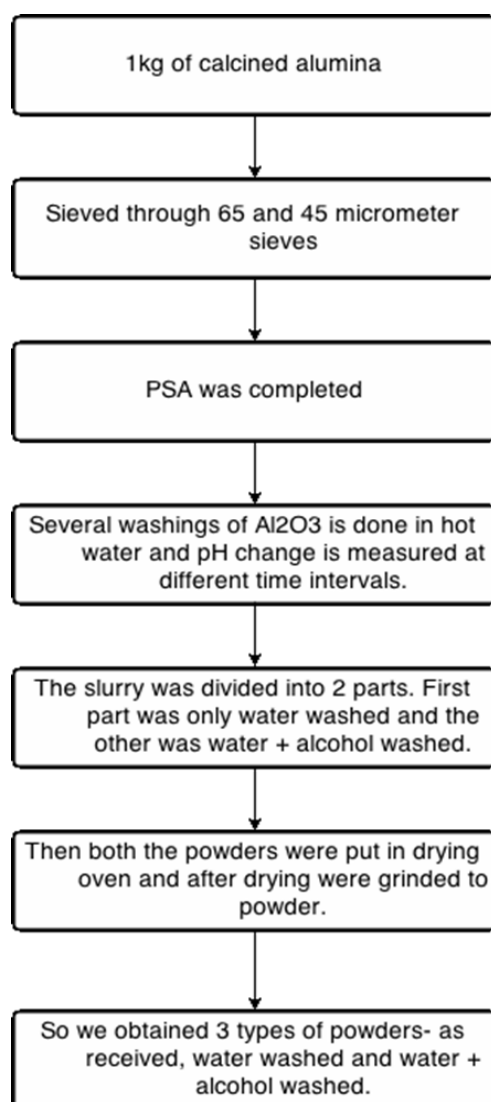 1kg of calcined alumina
Sieved through 65 and 45 micrometer
sieves
PSA was completed
Several washings of Al2O3 is done in hot
water and pH change is measured at
different time intervals.
The slurry was divided into 2 parts. First
part was only water washed and the
other was water + alcohol washed.
Then both the powders were put in drying
oven and after drying were grinded to
powder.
So we obtained 3 types of powders- as
received, water washed and water +
alcohol washed.